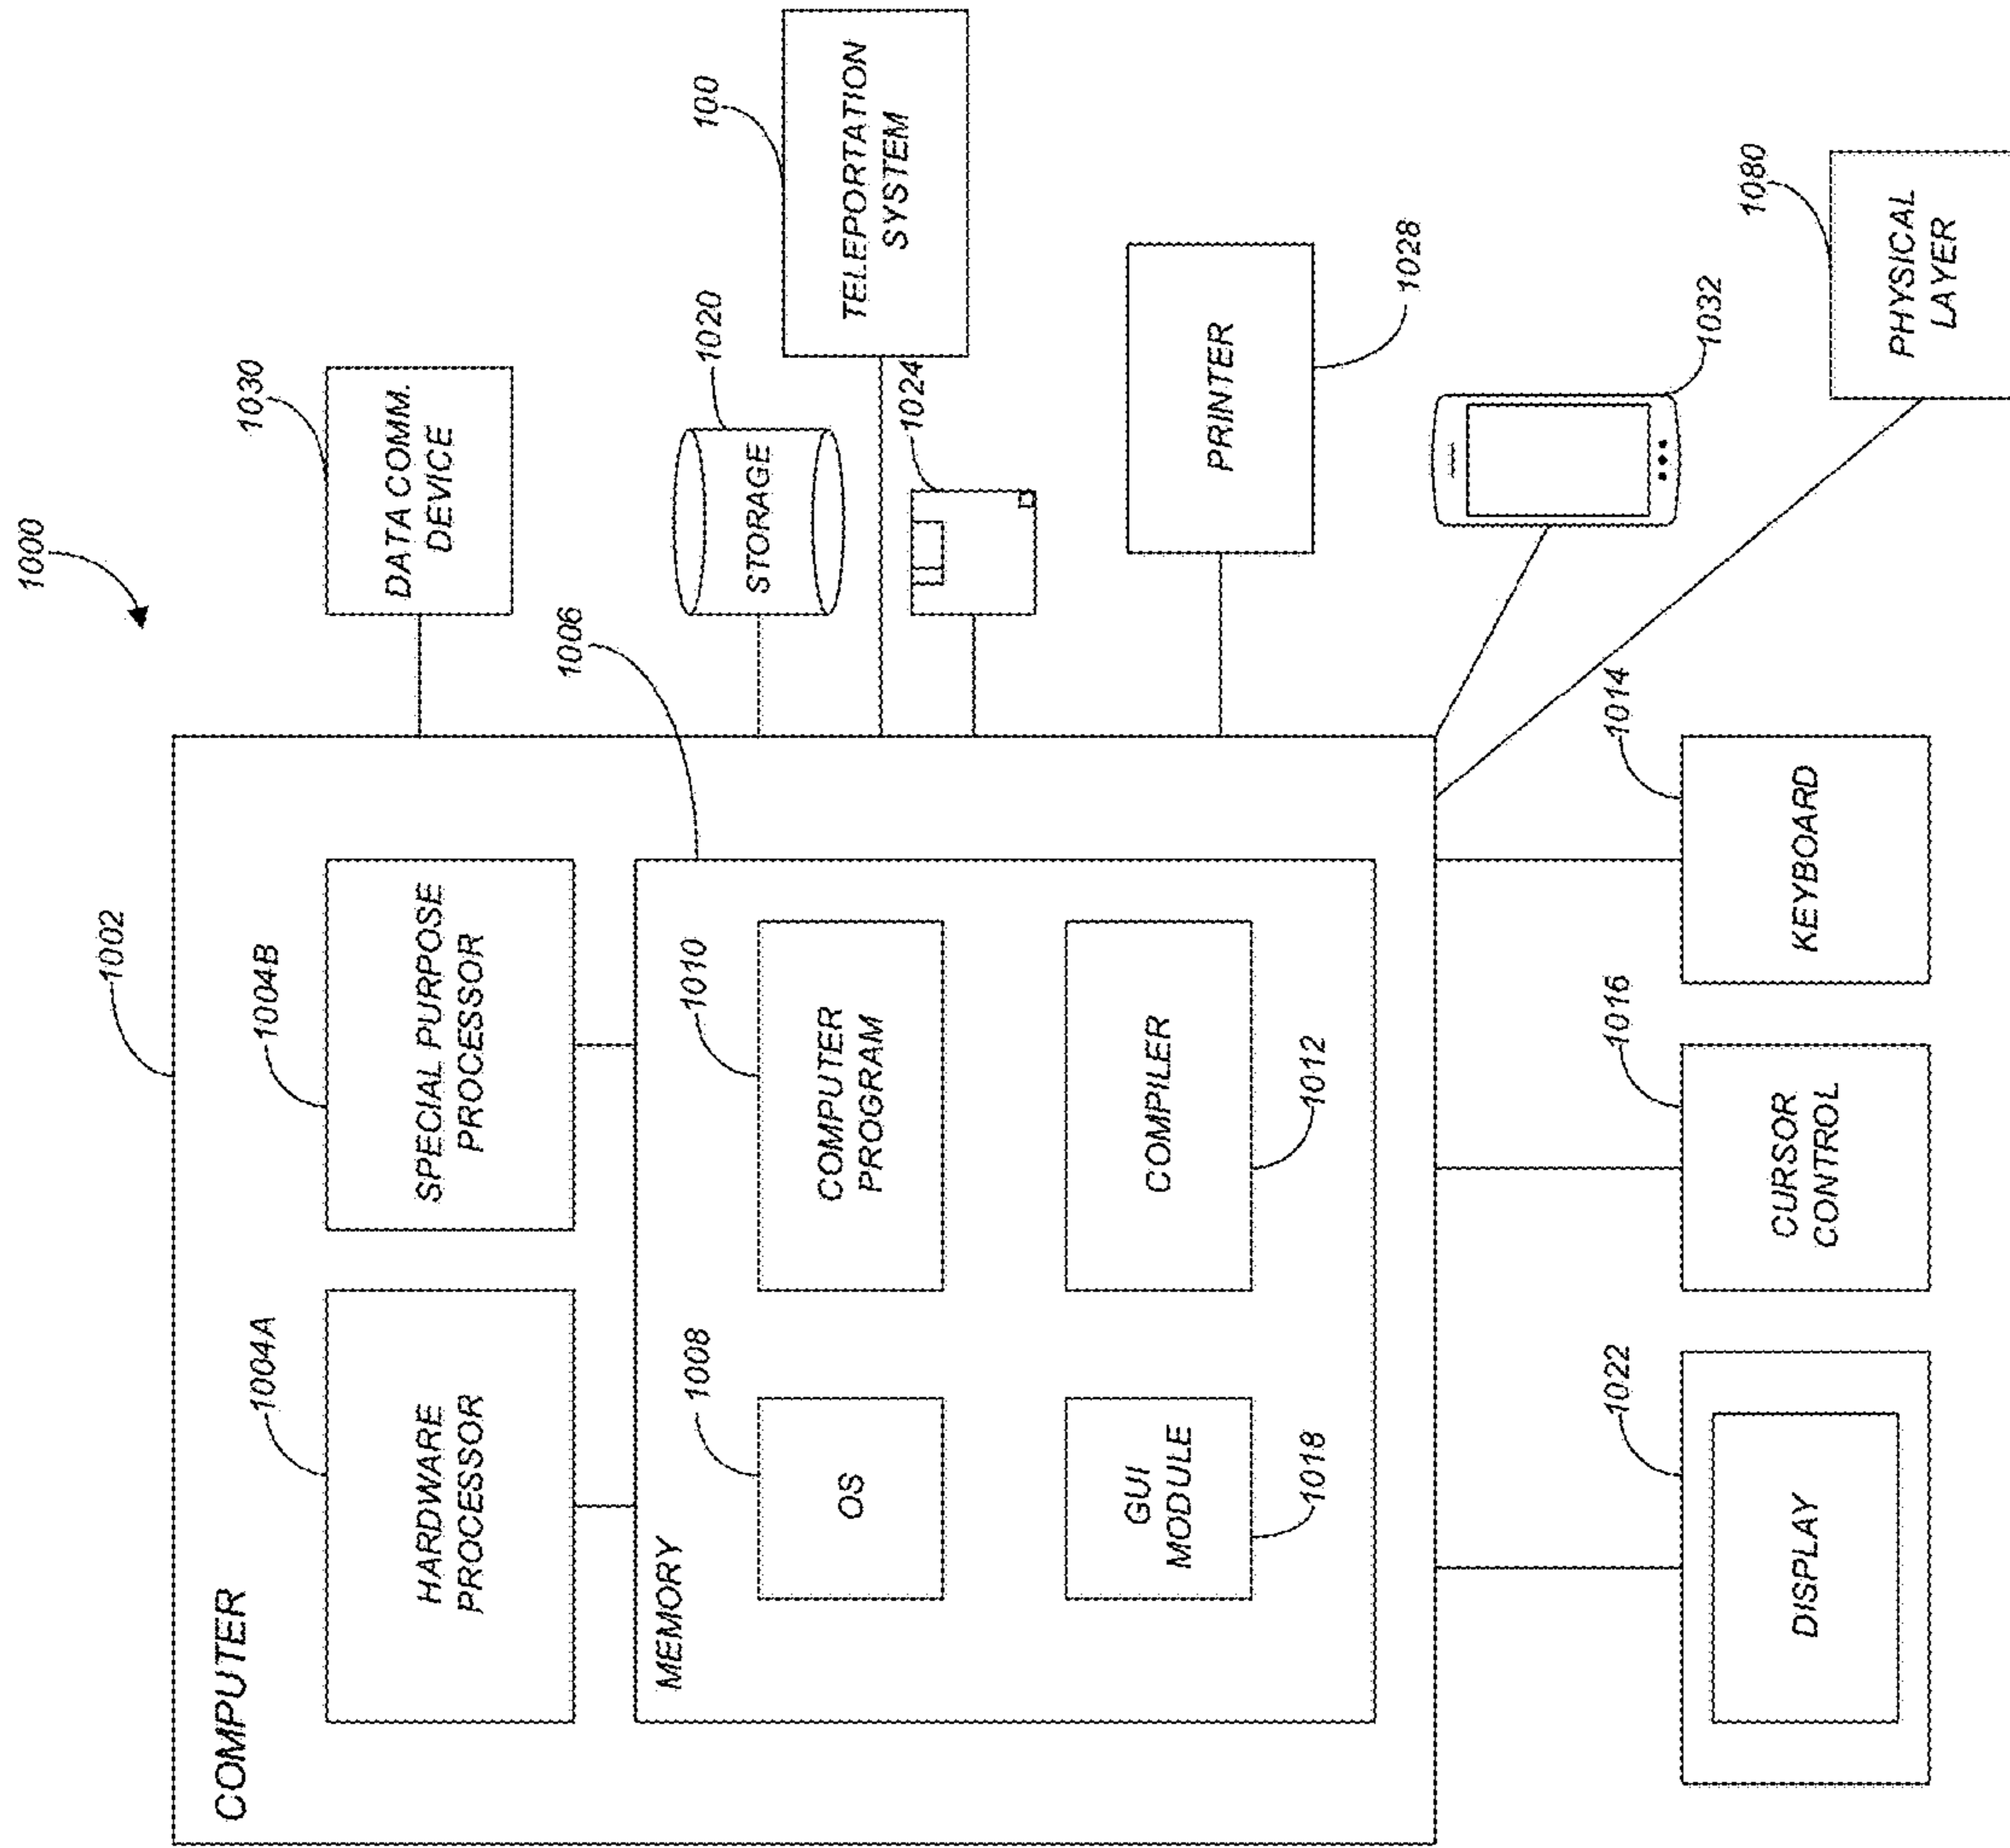 1000
1002
COMPUTER
1004A
HARDWARE
PROCESSOR
1004B
SPECIAL PURPOSE
PROCESSOR
1030
DATA COMM.
DEVICE
1006
MEMORY
1008
OS
1010
COMPUTER
PROGRAM
1020
STORAGE
100
TELEPORTATION
SYSTEM
1024
GUI
MODULE
1018
COMPILER
1012
PRINTER
1028
1032
1022
DISPLAY
1016
CURSOR
CONTROL
1014
KEYBOARD
1080
PHYSICAL
LAYER